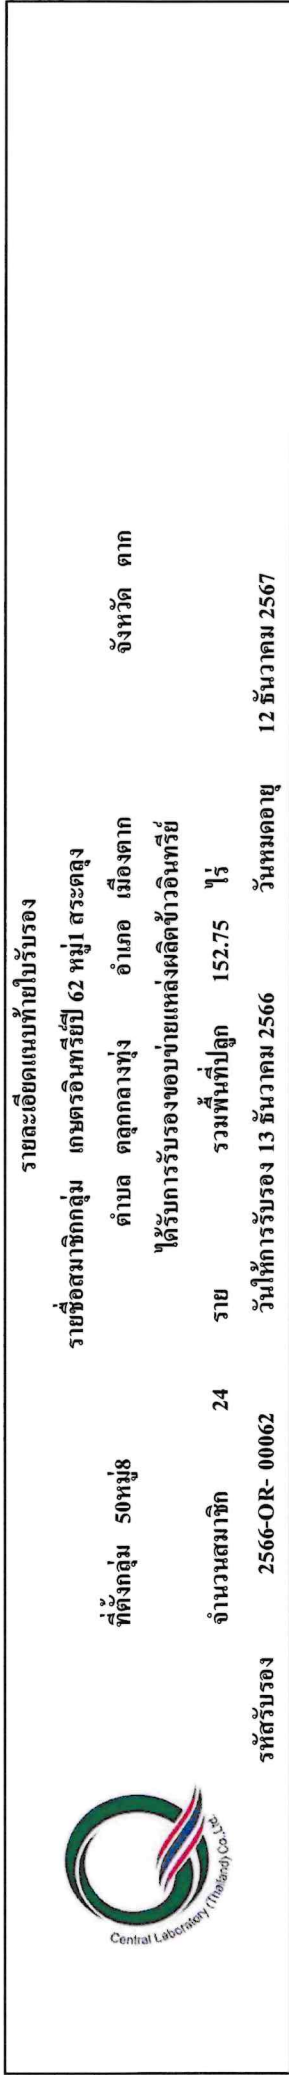 รายละเอียดแนบท้ายใบรับรอง
รายชื่อสมาชิกกลุ่ม เกษตรอินทรีย์ปี 62 หมู่1 สระตลุง
ที่ตั้งกลุ่ม 50หมู่8 ตำบล ตลุกกลางทุ่ง อำเภอ เมืองตาก จังหวัด ตาก
ได้รับการรับรองขอบข่ายแหล่งผลิตข้าวอินทรีย์
จำนวนสมาชิก 24 ราย รวมพื้นที่ปลูก 152.75 ไร่
รหัสรับรอง 2566-OR- 00062 วันให้การรับรอง 13 ธันวาคม 2566 วันหมดอายุ 12 ธันวาคม 2567
Central Laboratory (Thailand) Co.,Ltd.